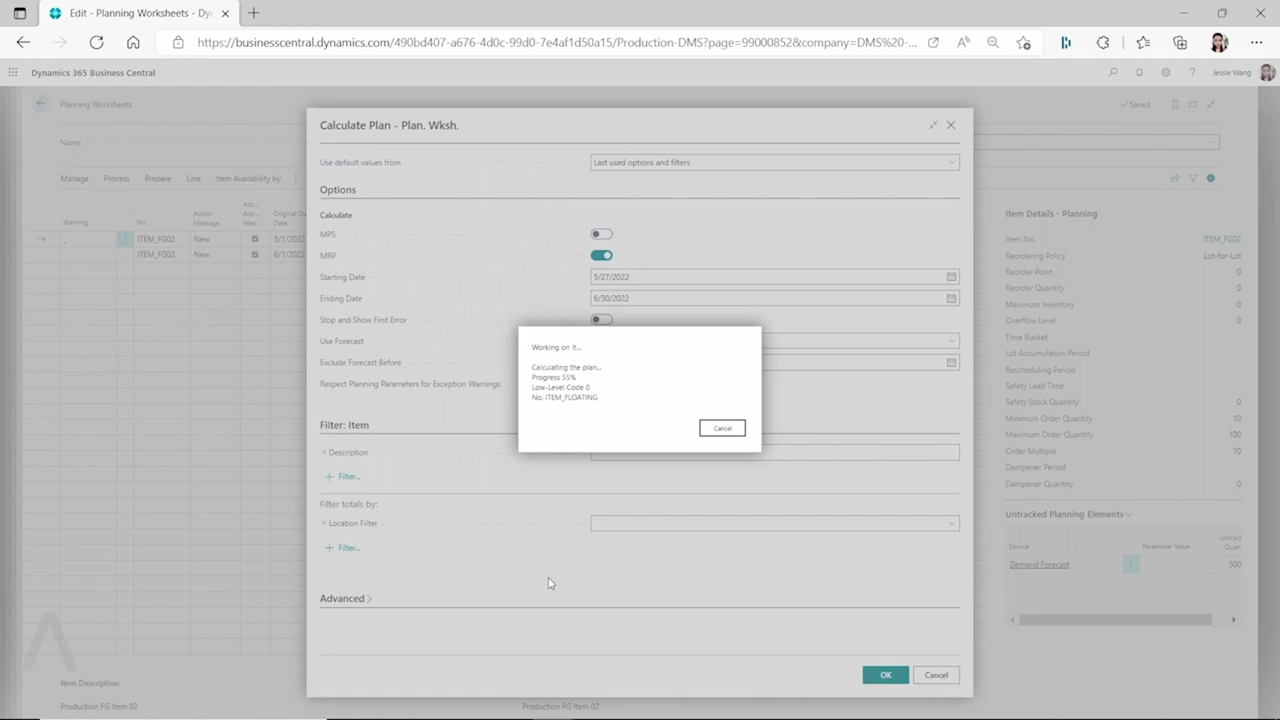 Edit - Planning Worksheets - Dy
https://businesscentral.dynamics.com/490bd407-a676-4d0c-99d0-7e4af1d50a15/Production-DMS?page=99000852&company=DMS%20-...
Dynamics 365 Business Central
Jessie Wang
Planning Worksheets
Saved
Name
Manage Process Prepare Line Item Availability by
Warning No. Action Message Acc... Act... Mes... Original Du Date
ITEM_FG02 New 5/1/2022
ITEM_FG02 New 6/1/2022
Calculate Plan - Plan. Wksh.
Use default values from Last used options and filters
Options
Calculate
MPS
MRP
Starting Date 5/27/2022
Ending Date 6/30/2022
Stop and Show First Error
Use Forecast
Exclude Forecast Before
Respect Planning Parameters for Exception Warnings
Working on it...
Calculating the plan...
Progress 55%
Low-Level Code 0
No. ITEM_FLOATING
Cancel
Filter: Item
× Description
+ Filter...
Filter totals by:
× Location Filter
+ Filter...
Advanced >
OK Cancel
Item Details - Planning
Item No. ITEM_FG02
Reordering Policy Lot-for-Lot
Reorder Point 0
Reorder Quantity 0
Maximum Inventory 0
Overflow Level 0
Time Bucket
Lot Accumulation Period
Rescheduling Period
Safety Lead Time
Safety Stock Quantity 0
Minimum Order Quantity 10
Maximum Order Quantity 100
Order Multiple 10
Dampener Period
Dampener Quantity 0
Untracked Planning Elements
Source Parameter Value Untrac Quan
Demand Forecast 500
Item Description
Production FG Item 02 Production FG Item 02